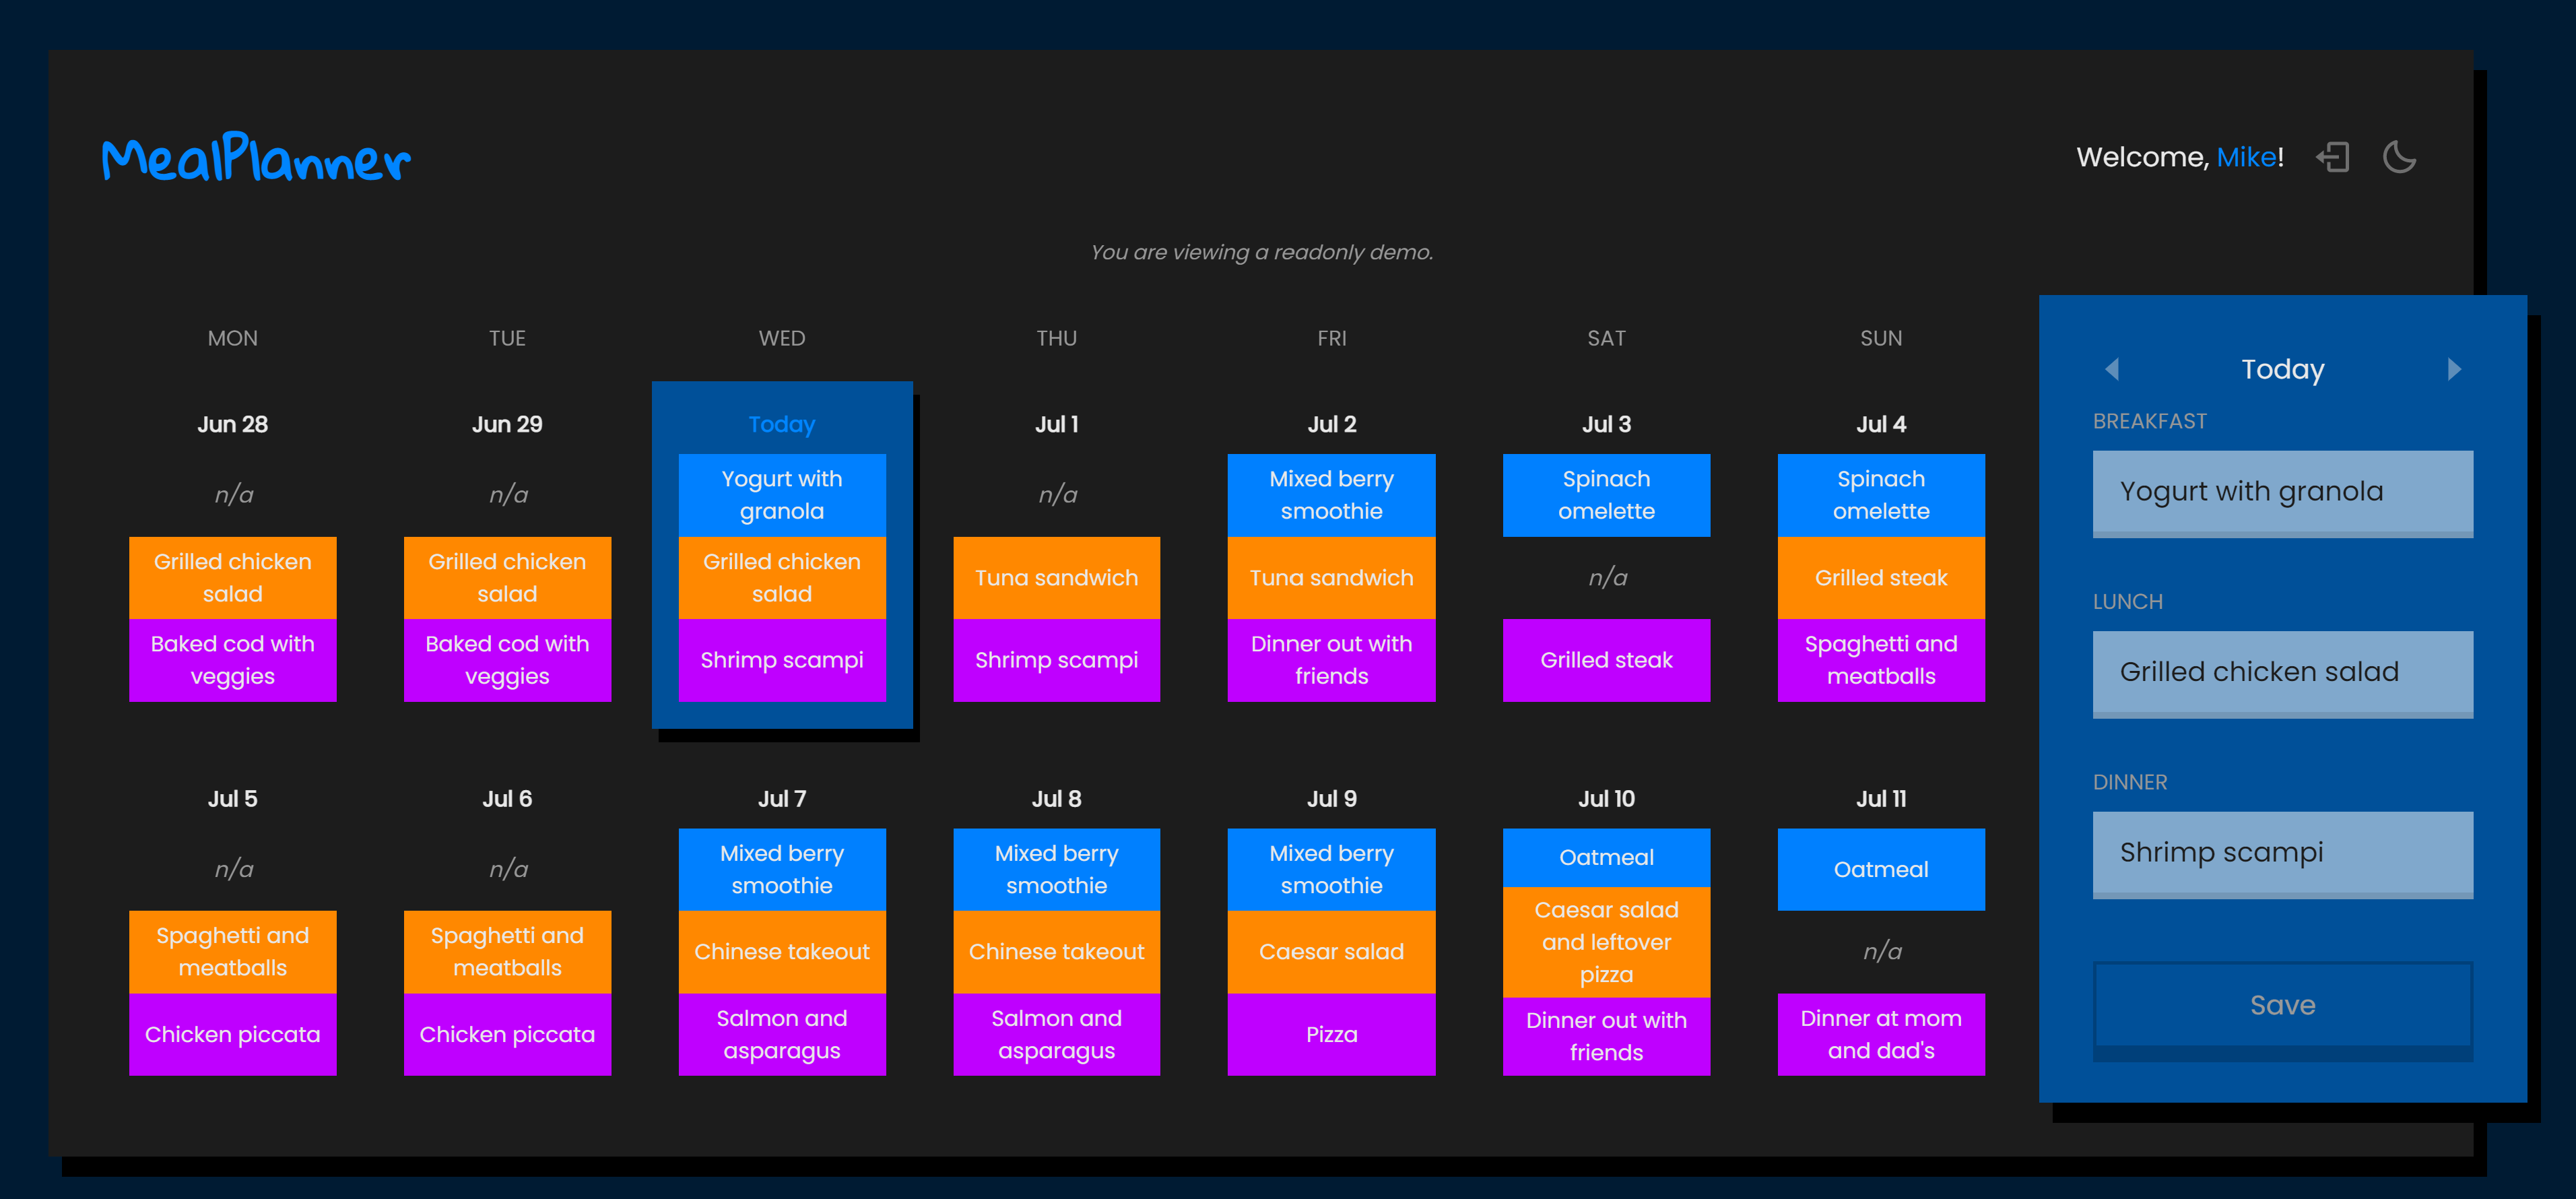 MealPlanner
Welcome, Mike!
You are viewing a readonly demo.
MON TUE WED THU FRI SAT SUN
Jun 28
n/a
Grilled chicken
salad
Baked cod with
veggies
Jun 29
n/a
Grilled chicken
salad
Baked cod with
veggies
Today
Yogurt with
granola
Grilled chicken
salad
Shrimp scampi
Jul 1
n/a
Tuna sandwich
Shrimp scampi
Jul 2
Mixed berry
smoothie
Tuna sandwich
Dinner out with
friends
Jul 3
Spinach
omelette
n/a
Grilled steak
Jul 4
Spinach
omelette
Grilled steak
Spaghetti and
meatballs
Jul 5
n/a
Spaghetti and
meatballs
Chicken piccata
Jul 6
n/a
Spaghetti and
meatballs
Chicken piccata
Jul 7
Mixed berry
smoothie
Chinese takeout
Salmon and
asparagus
Jul 8
Mixed berry
smoothie
Chinese takeout
Salmon and
asparagus
Jul 9
Mixed berry
smoothie
Caesar salad
Pizza
Jul 10
Oatmeal
Caesar salad
and leftover
pizza
Dinner out with
friends
Jul 11
Oatmeal
n/a
Dinner at mom
and dad's
Today
BREAKFAST
Yogurt with granola
LUNCH
Grilled chicken salad
DINNER
Shrimp scampi
Save